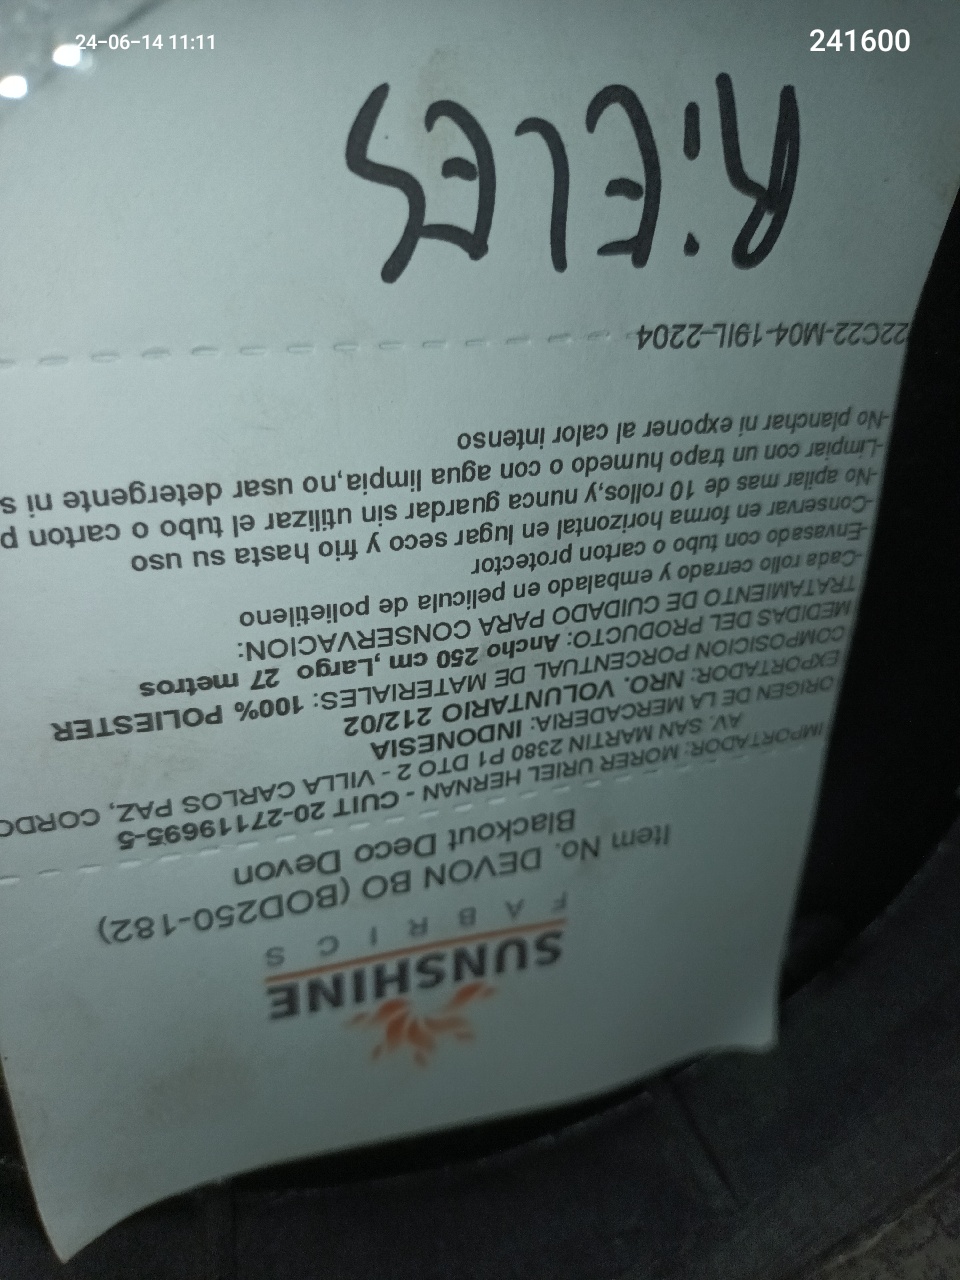 24-06-14 11:11
241600
SUNSHINE
FABRICS
Item No. DEVON BO (BOD250-182)
Blackout Deco Devon
IMPORTADOR: MORER URIEL HERNAN - CUIT 20-27119695-5
AV. SAN MARTIN 2380 P1 DTO 2 - VILLA CARLOS PAZ, CORDO
ORIGEN DE LA MERCADERIA: INDONESIA
EXPORTADOR: NRO. VOLUNTARIO 212/02
COMPOSICION PORCENTUAL DE MATERIALES: 100% POLIESTER
MEDIDAS DEL PRODUCTO: Ancho 250 cm ,Largo 27 metros
TRATAMIENTO DE CUIDADO PARA CONSERVACION:
-Cada rollo cerrado y embalado en pelicula de polietileno
-Envasado con tubo o carton protector
-Conservar en forma horizontal en lugar seco y frio hasta su uso
-No apilar mas de 10 rollos,y nunca guardar sin utilizar el tubo o carton p
-Limpiar con un trapo humedo o con agua limpia,no usar detergente ni s
-No planchar ni exponer al calor intenso
22C22-M04-19IL-2204
RiELES